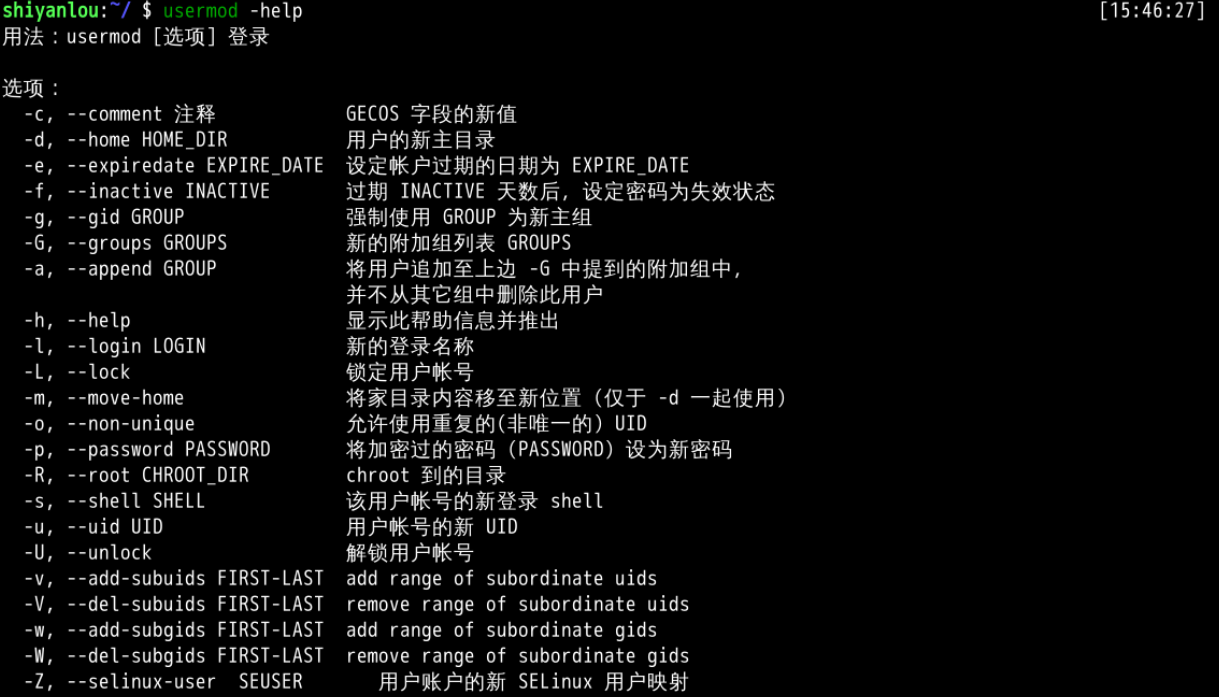 shiyanlou:~/ $ usermod -help [15:46:27]
用法：usermod [选项] 登录
选项：
-c, --comment 注释 GECOS 字段的新值
-d, --home HOME_DIR 用户的新主目录
-e, --expiredate EXPIRE_DATE 设定帐户过期的日期为 EXPIRE_DATE
-f, --inactive INACTIVE 过期 INACTIVE 天数后，设定密码为失效状态
-g, --gid GROUP 强制使用 GROUP 为新主组
-G, --groups GROUPS 新的附加组列表 GROUPS
-a, --append GROUP 将用户追加至上边 -G 中提到的附加组中，
并不从其它组中删除此用户
-h, --help 显示此帮助信息并推出
-l, --login LOGIN 新的登录名称
-L, --lock 锁定用户帐号
-m, --move-home 将家目录内容移至新位置 (仅于 -d 一起使用)
-o, --non-unique 允许使用重复的(非唯一的) UID
-p, --password PASSWORD 将加密过的密码 (PASSWORD) 设为新密码
-R, --root CHROOT_DIR chroot 到的目录
-s, --shell SHELL 该用户帐号的新登录 shell
-u, --uid UID 用户帐号的新 UID
-U, --unlock 解锁用户帐号
-v, --add-subuids FIRST-LAST add range of subordinate uids
-V, --del-subuids FIRST-LAST remove range of subordinate uids
-w, --add-subgids FIRST-LAST add range of subordinate gids
-W, --del-subgids FIRST-LAST remove range of subordinate gids
-Z, --selinux-user SEUSER 用户账户的新 SELinux 用户映射